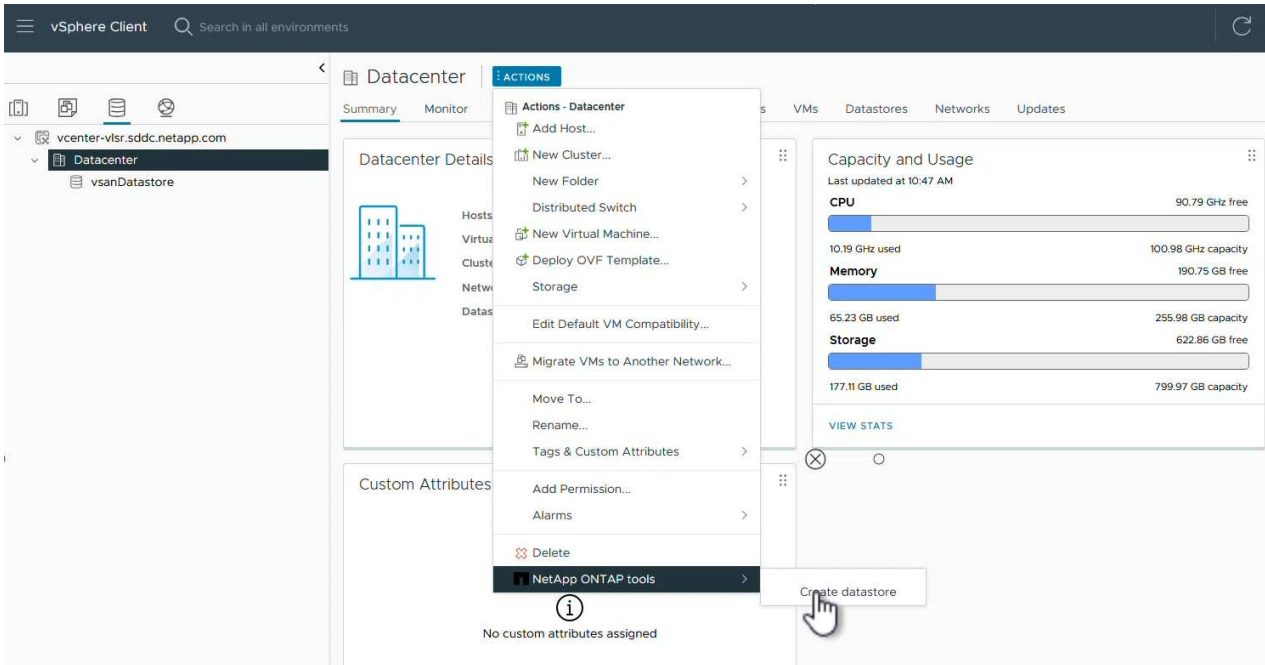 vSphere Client
Search in all environments
vcenter-vlsr.sddc.netapp.com
Datacenter
vsanDatastore
Datacenter
ACTIONS
Summary Monitor s VMs Datastores Networks Updates
Actions - Datacenter
Add Host...
New Cluster...
New Folder
Distributed Switch
New Virtual Machine...
Deploy OVF Template...
Storage
Edit Default VM Compatibility...
Migrate VMs to Another Network...
Move To...
Rename...
Tags & Custom Attributes
Add Permission...
Alarms
Delete
NetApp ONTAP tools
Create datastore
Datacenter Details
Hosts
Virtua
Cluste
Netwo
Datas
Capacity and Usage
Last updated at 10:47 AM
CPU 90.79 GHz free
10.19 GHz used 100.98 GHz capacity
Memory 190.75 GB free
65.23 GB used 255.98 GB capacity
Storage 622.86 GB free
177.11 GB used 799.97 GB capacity
VIEW STATS
Custom Attributes
No custom attributes assigned